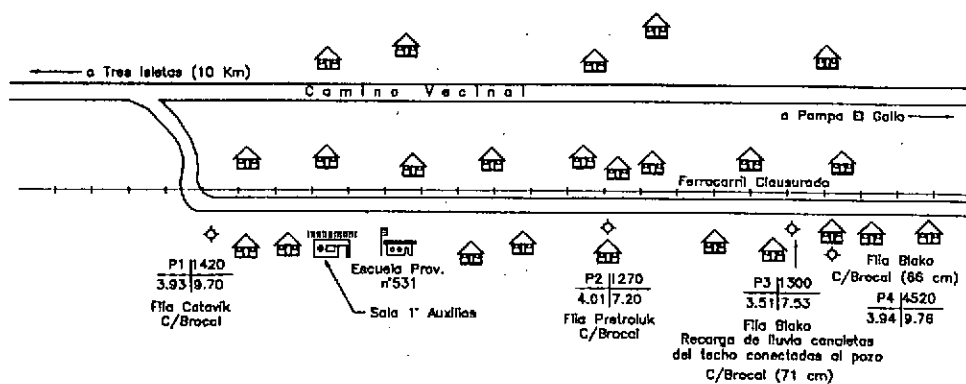 a Tres Isletas (10 Km)
Camino Vecinal
a Pampa El Gallo
Ferrocarril Clausurado
P1 1420
3.93 9.70
Flia Catavik
C/Brocal
Escuela Prov.
n°531
Sala 1° Auxilios
P2 1270
4.01 7.20
Flia Pretroluk
C/Brocal
P3 1300
3.51 7.53
Flia Blako
Recarga de lluvia canaletas
del techo conectadas al pozo
C/Brocal (71 cm)
Flia Blako
C/Brocal (66 cm)
P4 4520
3.94 9.76